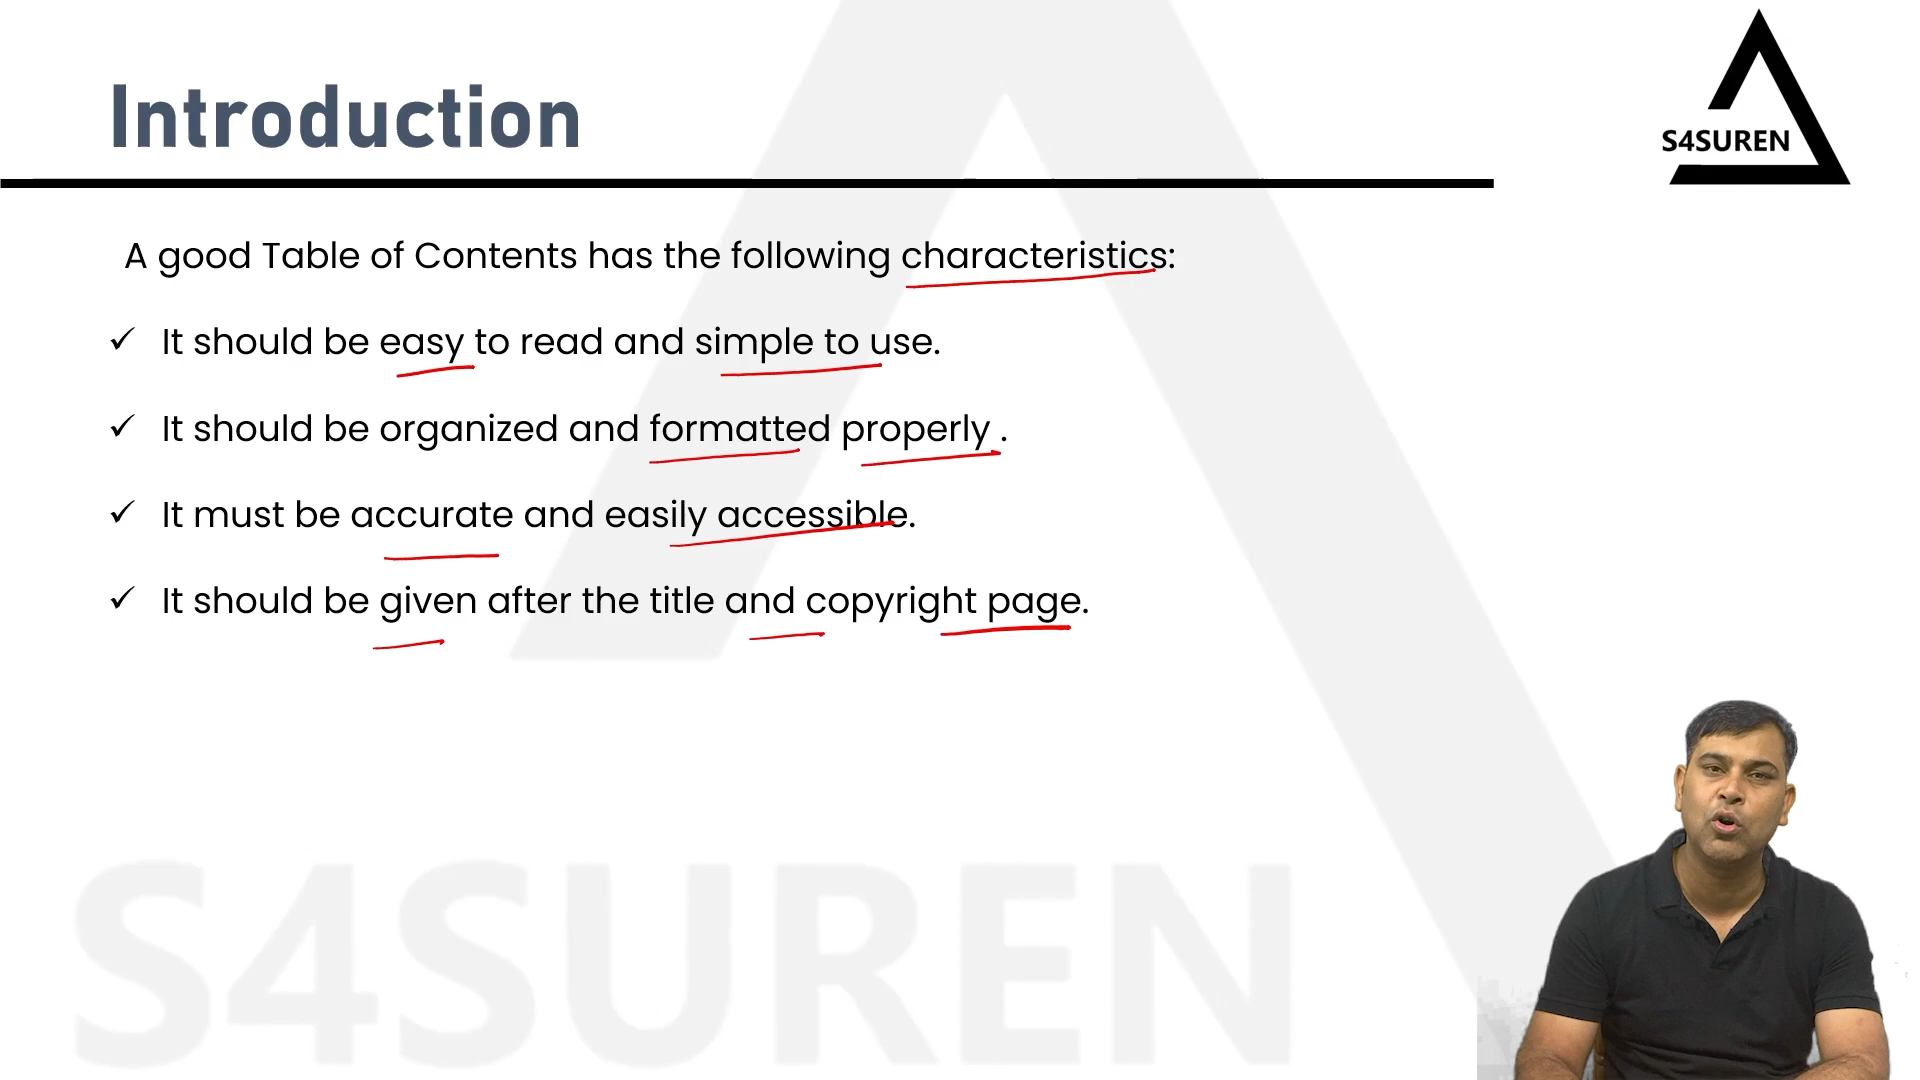 Introduction
S4SUREN
A good Table of Contents has the following characteristics:
✓ It should be easy to read and simple to use.
✓ It should be organized and formatted properly .
✓ It must be accurate and easily accessible.
✓ It should be given after the title and copyright page.
S4SUREN